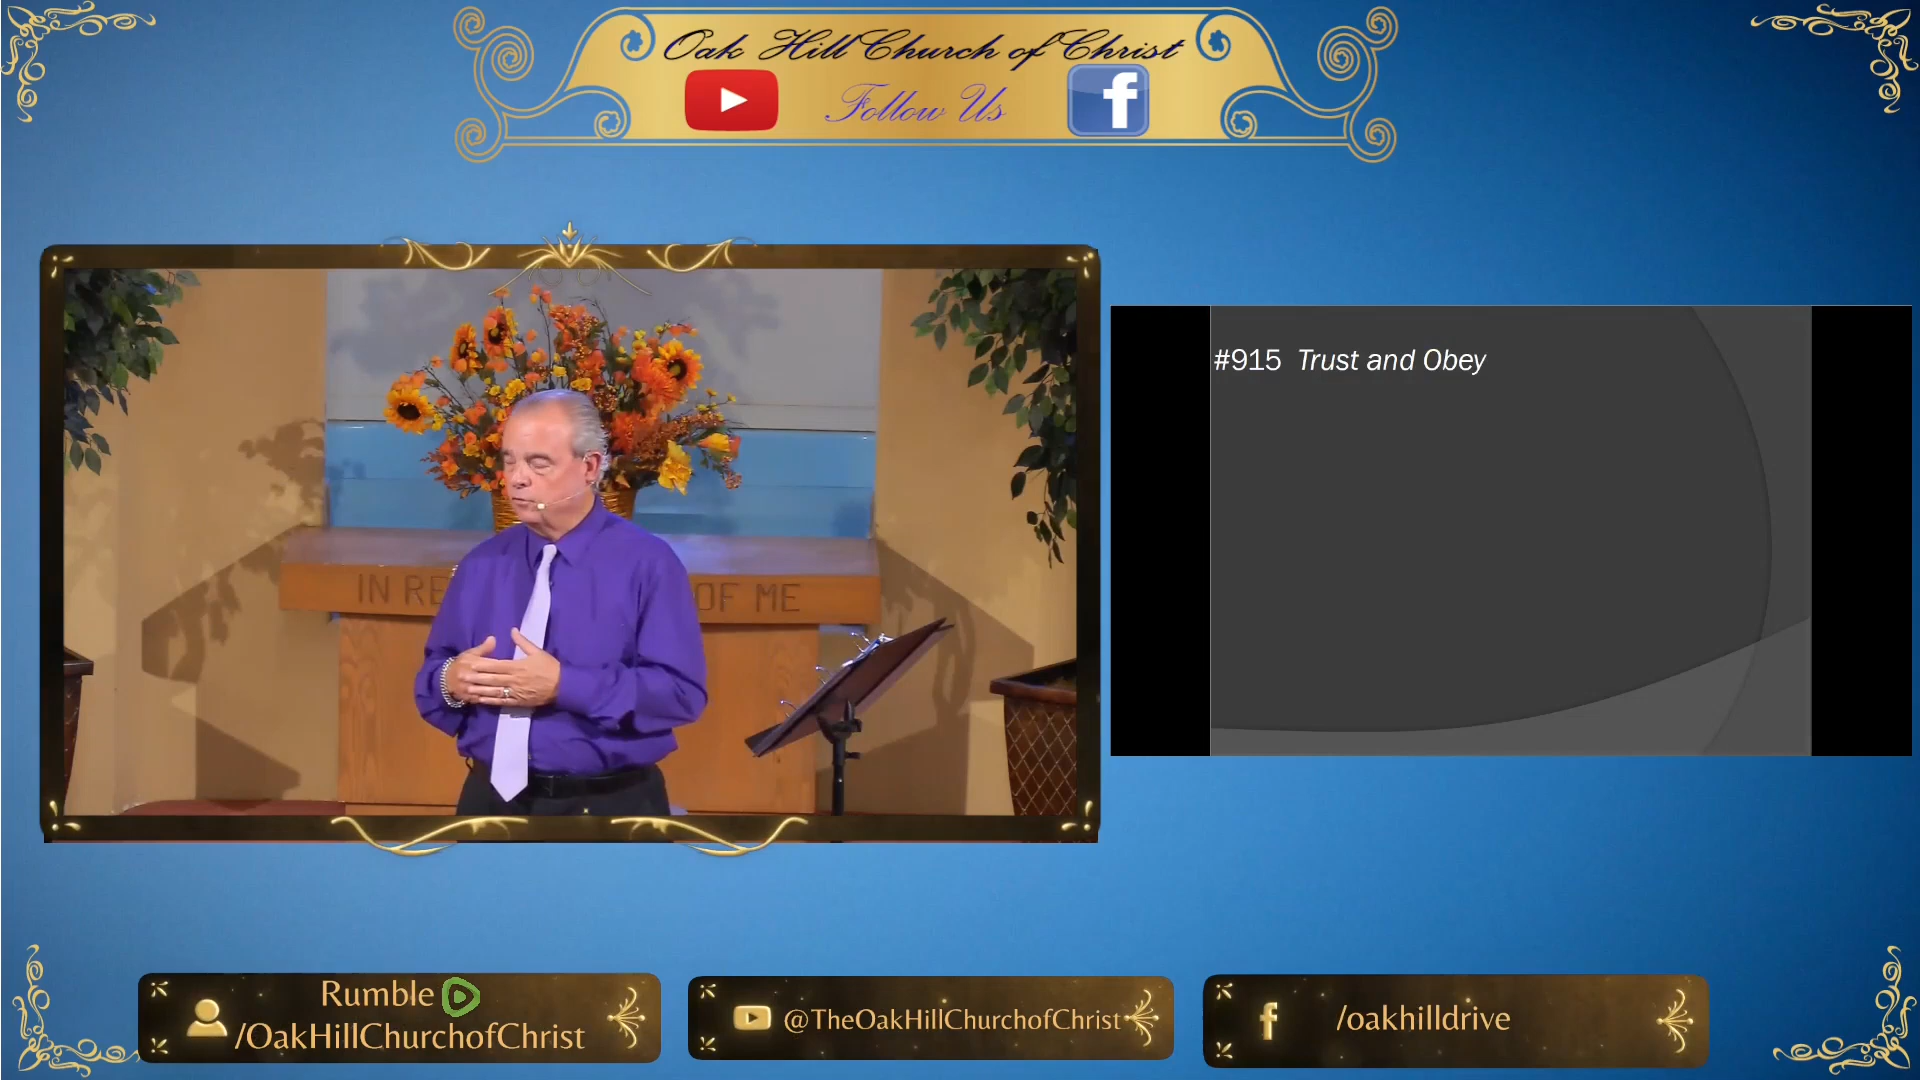 Oak Hill Church of Christ
Follow Us
#915 Trust and Obey
IN RE OF ME
Rumble
/OakHillChurchofChrist
@TheOakHillChurchofChrist
/oakhilldrive